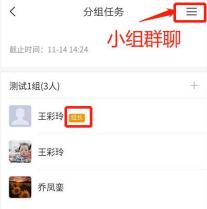 分组任务
小组群聊
截止时间：11-14 14:24
测试1组(3人)
王彩玲 组长
王彩玲
乔凤銮